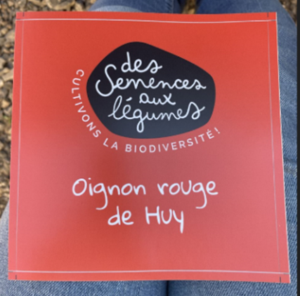 des
Semences
aux
légumes
CULTIVONS LA BIODIVERSITÉ!
Oignon rouge
de Huy